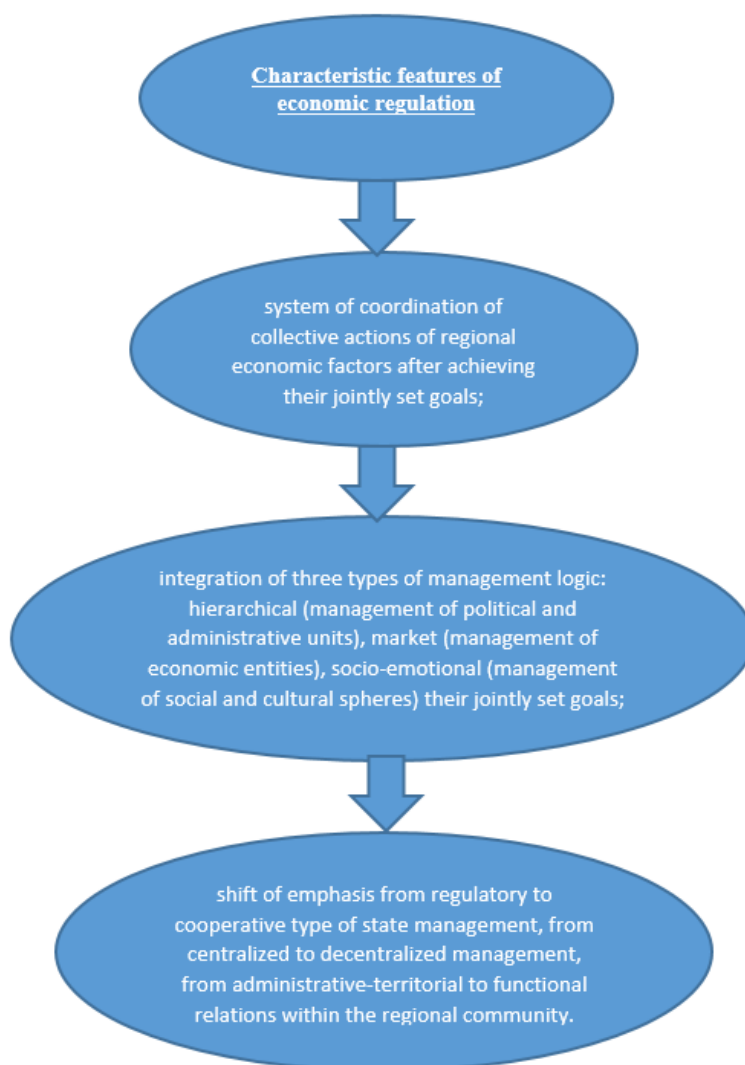 Characteristic features of
economic regulation
system of coordination of
collective actions of regional
economic factors after achieving
their jointly set goals;
integration of three types of management logic:
hierarchical (management of political and
administrative units), market (management of
economic entities), socio-emotional (management
of social and cultural spheres) their jointly set goals;
shift of emphasis from regulatory to
cooperative type of state management, from
centralized to decentralized management,
from administrative-territorial to functional
relations within the regional community.